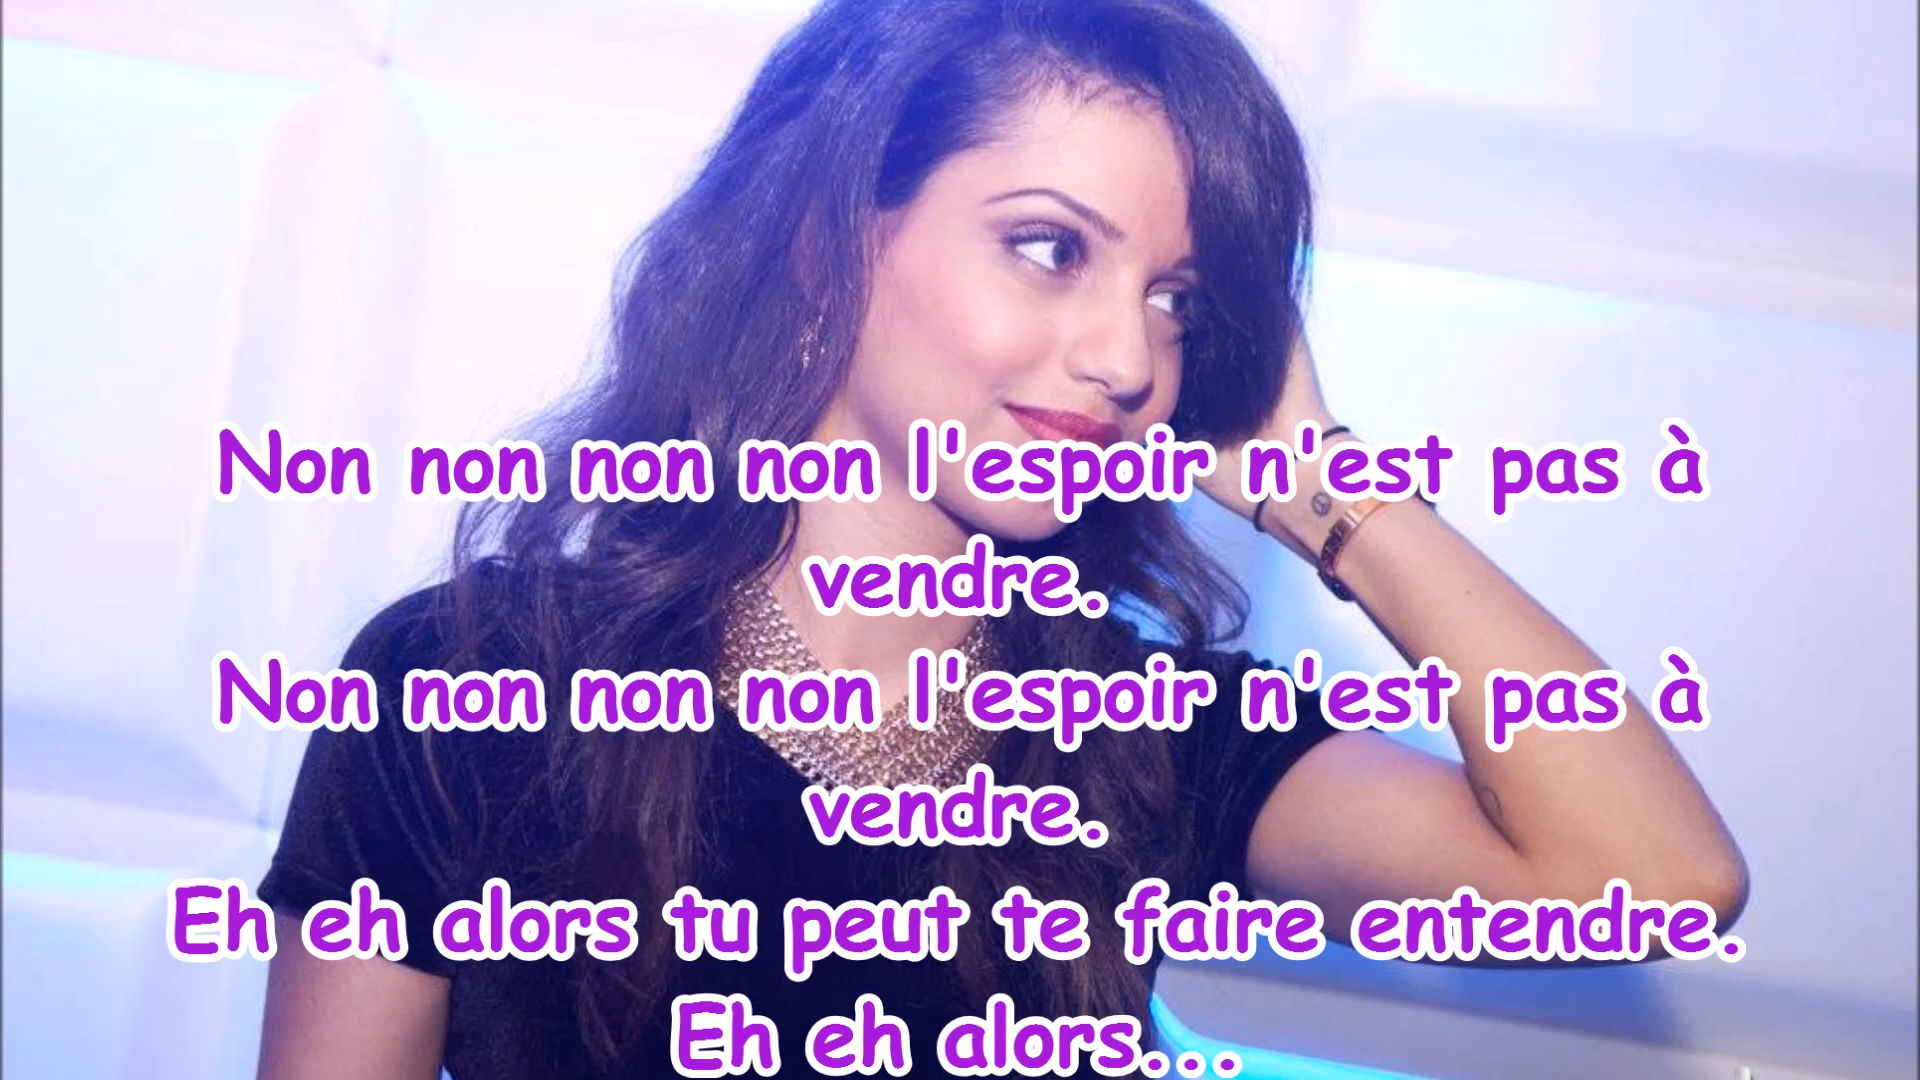 Non non non non l'espoir n'est pas à
vendre.
Non non non non l'espoir n'est pas à
vendre.
Eh eh alors tu peut te faire entendre.
Eh eh alors...